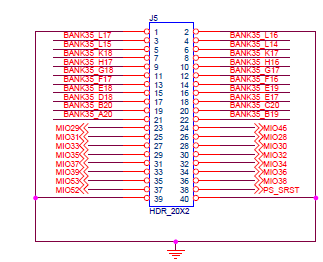 J5
1 2
BANK35_L17 3 4 BANK35_L16
BANK35_L15 5 6 BANK35_L14
BANK35_K18 7 8 BANK35_K17
BANK35_H17 9 10 BANK35_H16
BANK35_G18 11 12 BANK35_G17
BANK35_F17 13 14 BANK35_F16
BANK35_E18 15 16 BANK35_E19
BANK35_D18 17 18 BANK35_E17
BANK35_B20 19 20 BANK35_C20
BANK35_A20 21 22 BANK35_B19
MIO29 23 24 MIO46
MIO31 25 26 MIO28
MIO33 27 28 MIO30
MIO35 29 30 MIO32
MIO37 31 32 MIO34
MIO39 33 34 MIO36
MIO53 35 36 MIO38
MIO52 37 38 PS_SRST
39 40
HDR_20X2